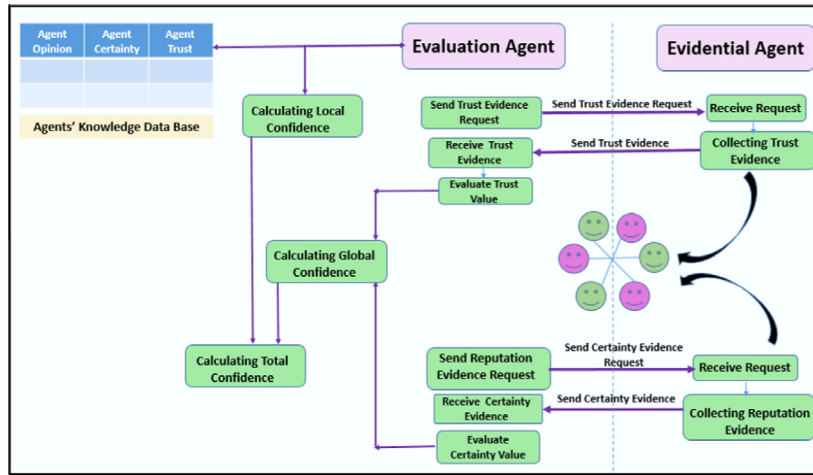 Agent Opinion
Agent Certainty
Agent Trust
Agents' Knowledge Data Base
Evaluation Agent
Evidential Agent
Calculating Local
Confidence
Send Trust Evidence
Request
Send Trust Evidence Request
Receive Request
Receive Trust
Evidence
Send Trust Evidence
Collecting Trust
Evidence
Evaluate Trust
Value
Calculating Global
Confidence
Calculating Total
Confidence
Send Reputation
Evidence Request
Send Certainty Evidence
Request
Receive Request
Receive Certainty
Evidence
Send Certainty Evidence
Collecting Reputation
Evidence
Evaluate
Certainty Value